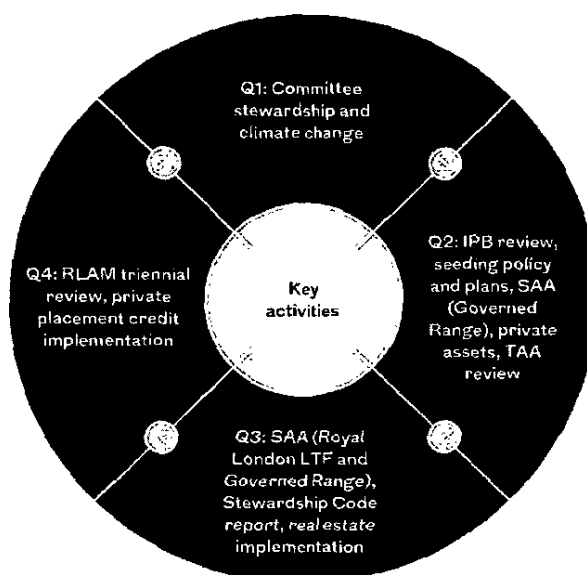 Q1: Committee
stewardship and
climate change
Q2: IPB review,
seeding policy
and plans, SAA
(Governed
Range), private
assets, TAA
review
Q3: SAA (Royal
London LTF and
Governed Range),
Stewardship Code
report, real estate
implementation
Q4: RLAM triennial
review, private
placement credit
implementation
Key
activities